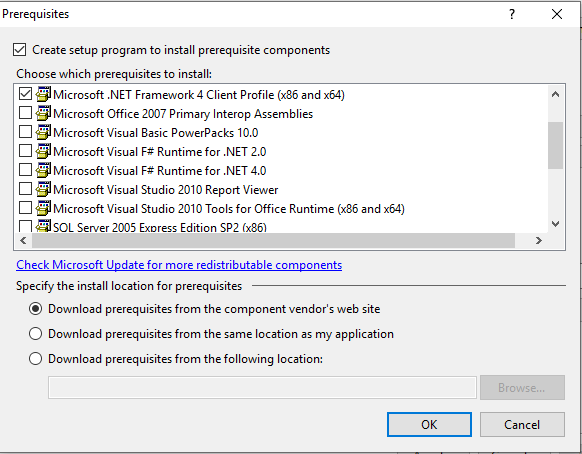 Prerequisites
?
Create setup program to install prerequisite components
Choose which prerequisites to install:
Microsoft .NET Framework 4 Client Profile (x86 and x64)
Microsoft Office 2007 Primary Interop Assemblies
Microsoft Visual Basic PowerPacks 10.0
Microsoft Visual F# Runtime for .NET 2.0
Microsoft Visual F# Runtime for .NET 4.0
Microsoft Visual Studio 2010 Report Viewer
Microsoft Visual Studio 2010 Tools for Office Runtime (x86 and x64)
SQL Server 2005 Express Edition SP2 (x86)
Check Microsoft Update for more redistributable components
Specify the install location for prerequisites
Download prerequisites from the component vendor's web site
Download prerequisites from the same location as my application
Download prerequisites from the following location:
Browse...
OK Cancel